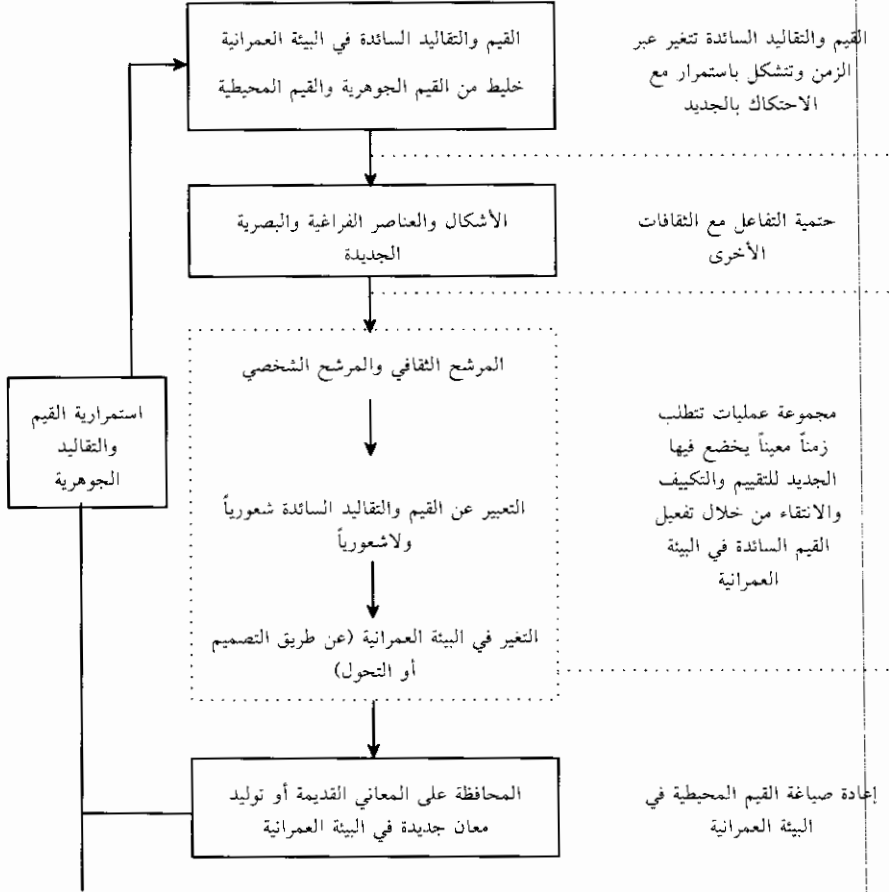 القيم والتقاليد السائدة تتغير عبر
الزمن وتتشكل باستمرار مع
الاحتكاك بالجديد
القيم والتقاليد السائدة في البيئة العمرانية
خليط من القيم الجوهرية والقيم المحيطية
حتمية التفاعل مع الثقافات
الأخرى
الأشكال والعناصر الفراغية والبصرية
الجديدة
مجموعة عمليات تتطلب
زمناً معيناً يخضع فيها
الجديد للتقييم والتكييف
والانتقاء من خلال تفعيل
القيم السائدة في البيئة
العمرانية
المرشح الثقافي والمرشح الشخصي
التعبير عن القيم والتقاليد السائدة شعورياً
ولاشعورياً
التغير في البيئة العمرانية (عن طريق التصميم
أو التحول)
استمرارية القيم
والتقاليد
الجوهرية
إعادة صياغة القيم المحيطية في
البيئة العمرانية
المحافظة على المعاني القديمة أو توليد
معان جديدة في البيئة العمرانية